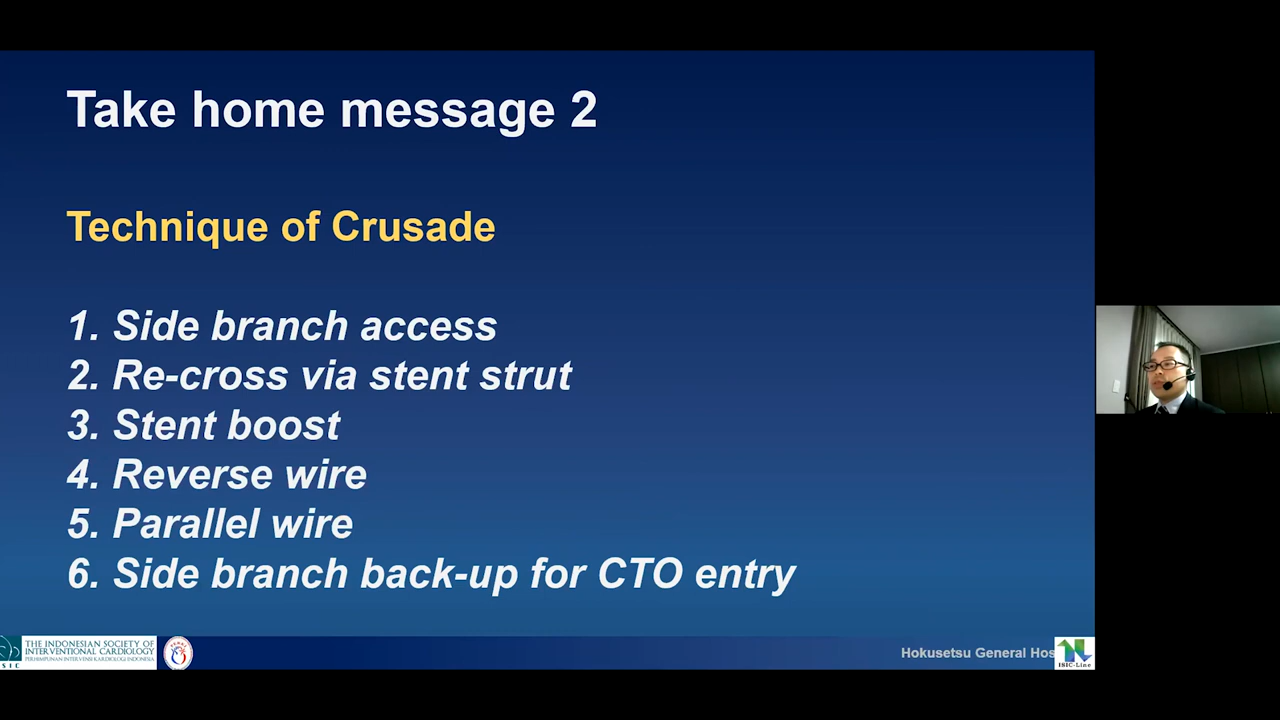 Take home message 2
Technique of Crusade
1. Side branch access
2. Re-cross via stent strut
3. Stent boost
4. Reverse wire
5. Parallel wire
6. Side branch back-up for CTO entry
THE INDONESIAN SOCIETY OF
INTERVENTIONAL CARDIOLOGY
PERHIMPUNAN INTERVENSI KARDIOLOGI INDONESIA
Hokusetsu General Hos
ISIC-Line